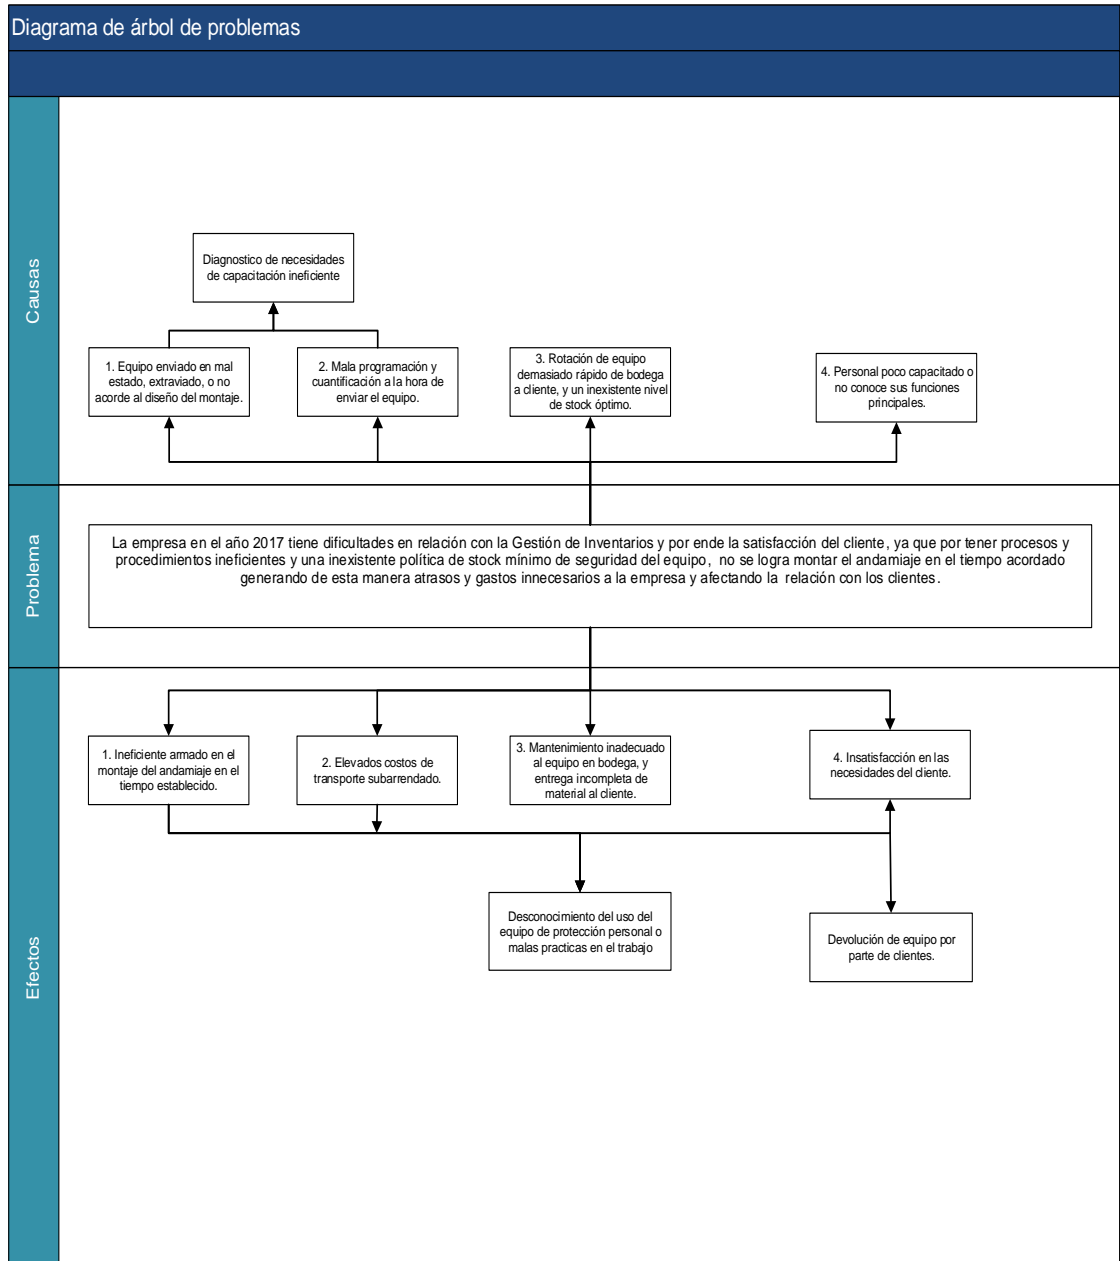 Diagrama de árbol de problemas
Causas
Diagnostico de necesidades
de capacitación ineficiente
1. Equipo enviado en mal
estado, extraviado, o no
acorde al diseño del montaje.
2. Mala programación y
cuantificación a la hora de
enviar el equipo.
3. Rotación de equipo
demasiado rápido de bodega
a cliente, y un inexistente nivel
de stock óptimo.
4. Personal poco capacitado o
no conoce sus funciones
principales.
Problema
La empresa en el año 2017 tiene dificultades en relación con la Gestión de Inventarios y por ende la satisfacción del cliente, ya que por tener procesos y
procedimientos ineficientes y una inexistente política de stock mínimo de seguridad del equipo, no se logra montar el andamiaje en el tiempo acordado
generando de esta manera atrasos y gastos innecesarios a la empresa y afectando la relación con los clientes.
Efectos
1. Ineficiente armado en el
montaje del andamiaje en el
tiempo establecido.
2. Elevados costos de
transporte subarrendado.
3. Mantenimiento inadecuado
al equipo en bodega, y
entrega incompleta de
material al cliente.
4. Insatisfacción en las
necesidades del cliente.
Desconocimiento del uso del
equipo de protección personal o
malas practicas en el trabajo
Devolución de equipo por
parte de clientes.